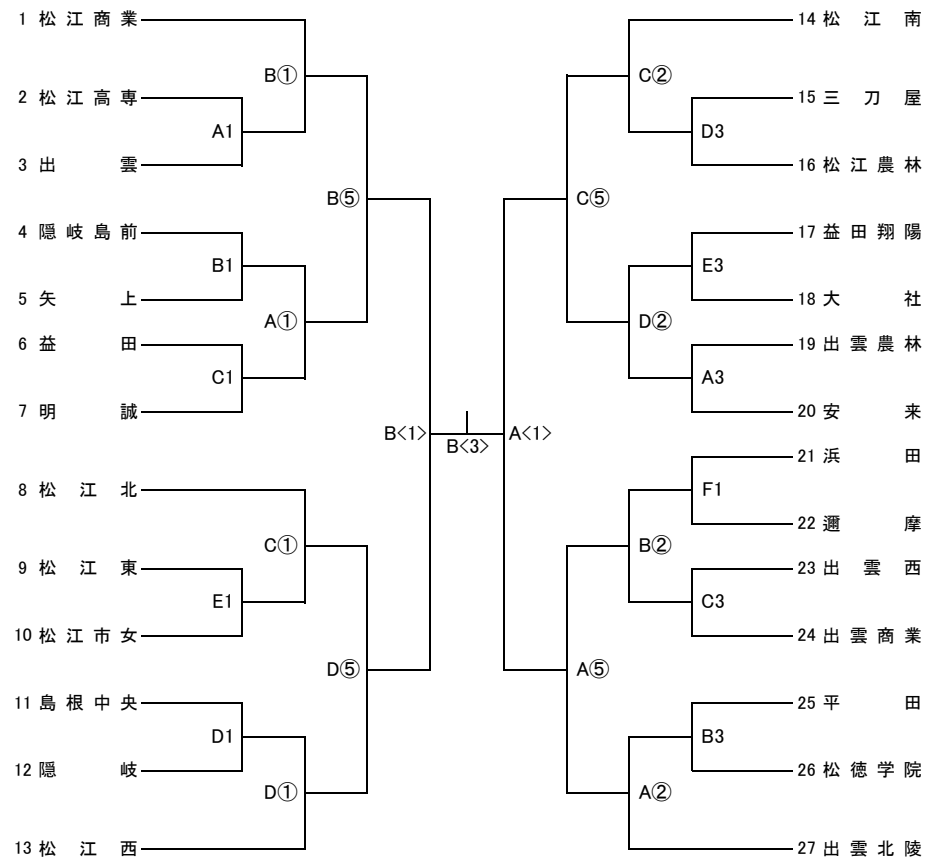 1 松江商業
B①
2 松江高専
A1
3 出雲
B⑤
4 隠岐島前
B1
5 矢上
A①
6 益田
C1
7 明誠
B<1>
8 松江北
C①
9 松江東
E1
10 松江市女
D⑤
11 島根中央
D1
12 隠岐
D①
13 松江西
B<3>
14 松江南
C②
15 三刀屋
D3
16 松江農林
C⑤
17 益田翔陽
E3
18 大社
D②
19 出雲農林
A3
20 安来
A<1>
21 浜田
F1
22 邇摩
B②
23 出雲西
C3
24 出雲商業
A⑤
25 平田
B3
26 松徳学院
A②
27 出雲北陵